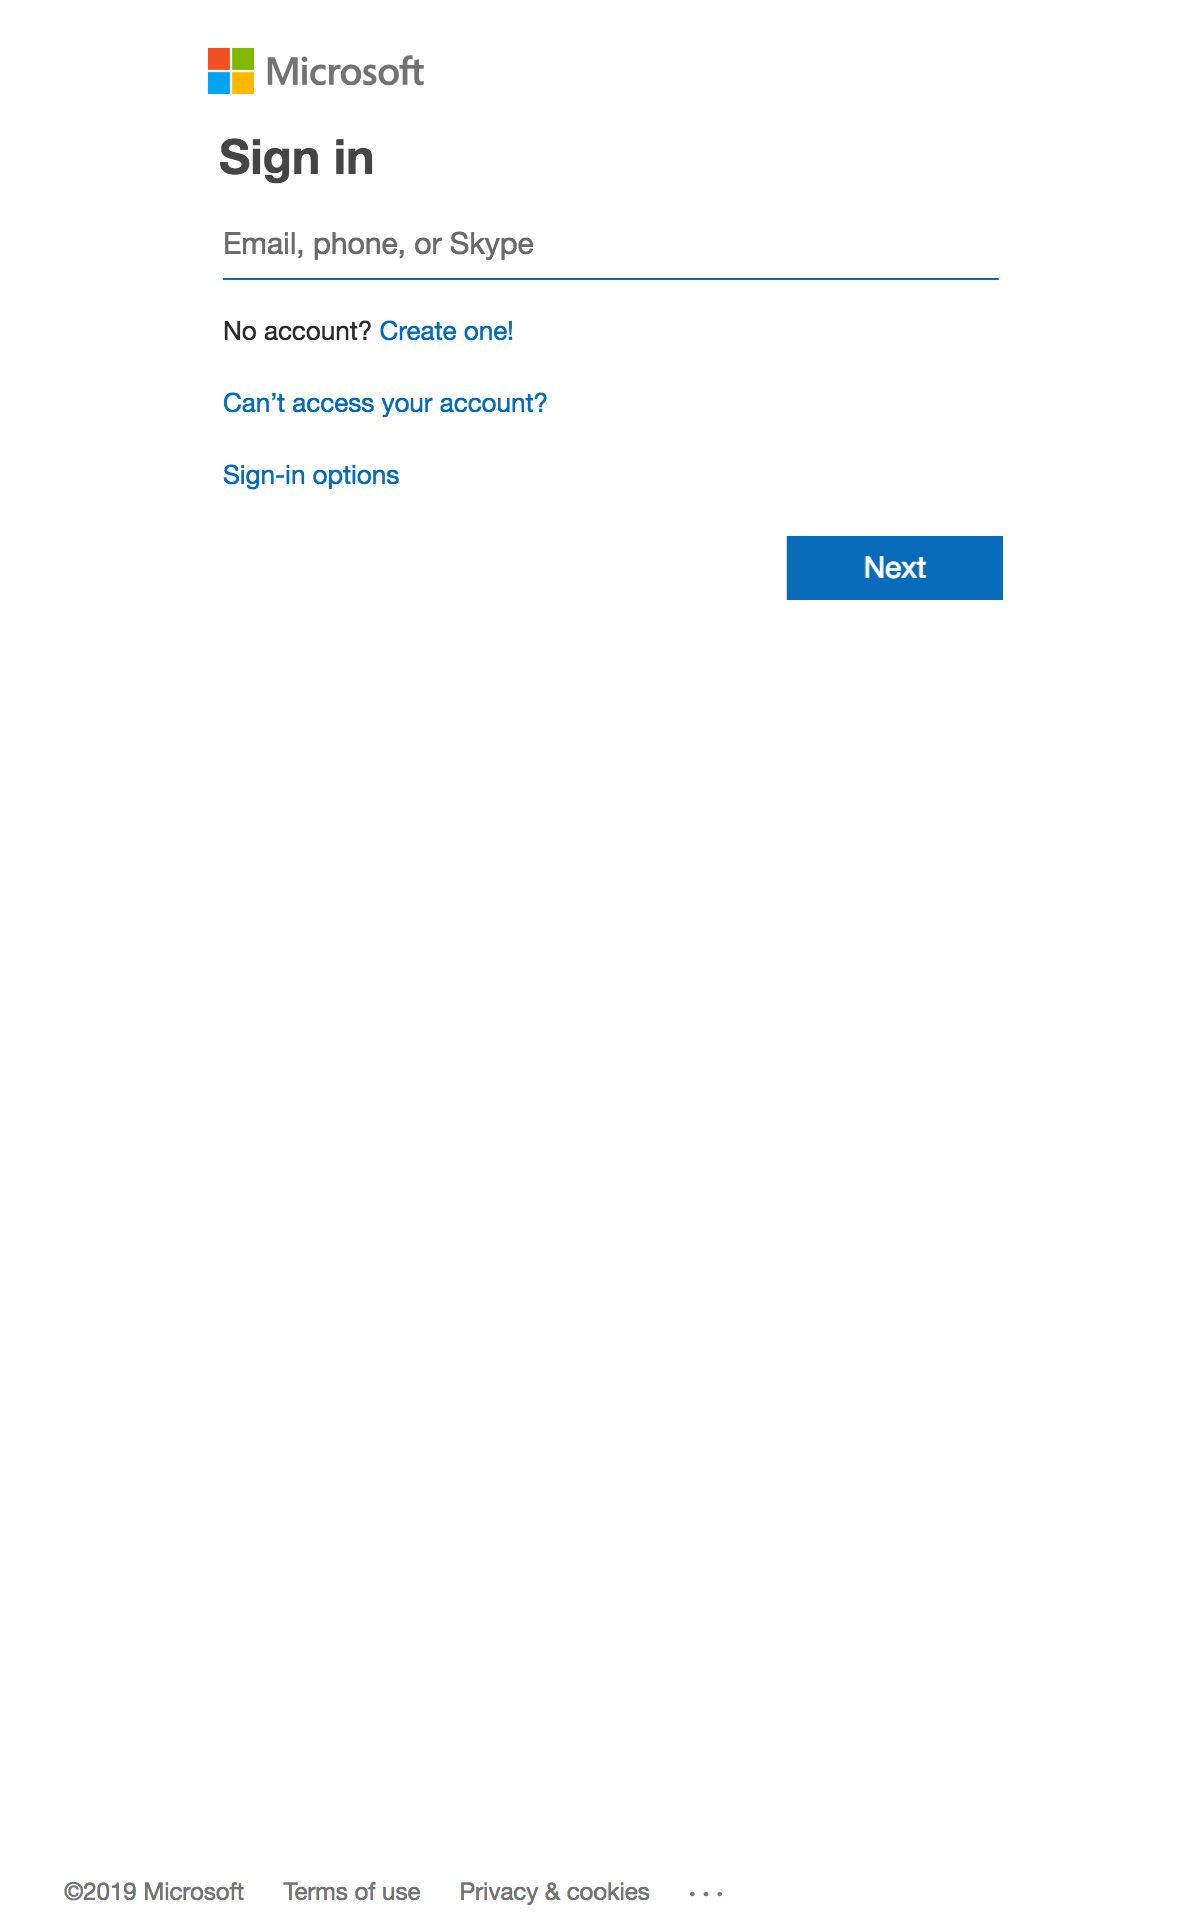 Microsoft
Sign in
Email, phone, or Skype
No account? Create one!
Can’t access your account?
Sign-in options
Next
©2019 Microsoft Terms of use Privacy & cookies ...